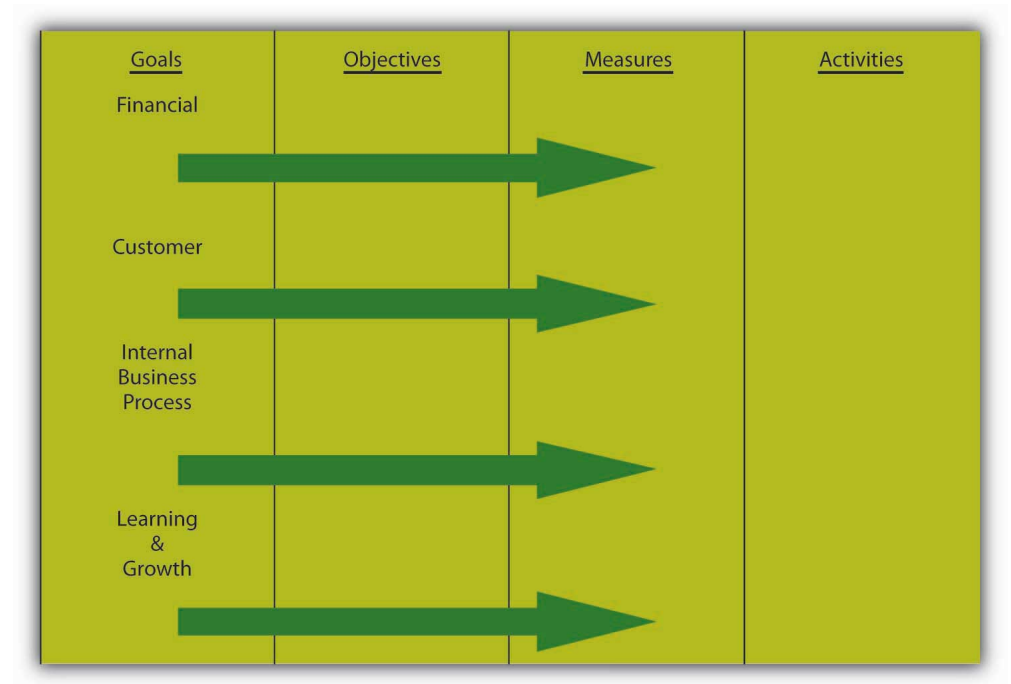 Goals
Objectives
Measures
Activities
Financial
Customer
Internal
Business
Process
Learning
&
Growth